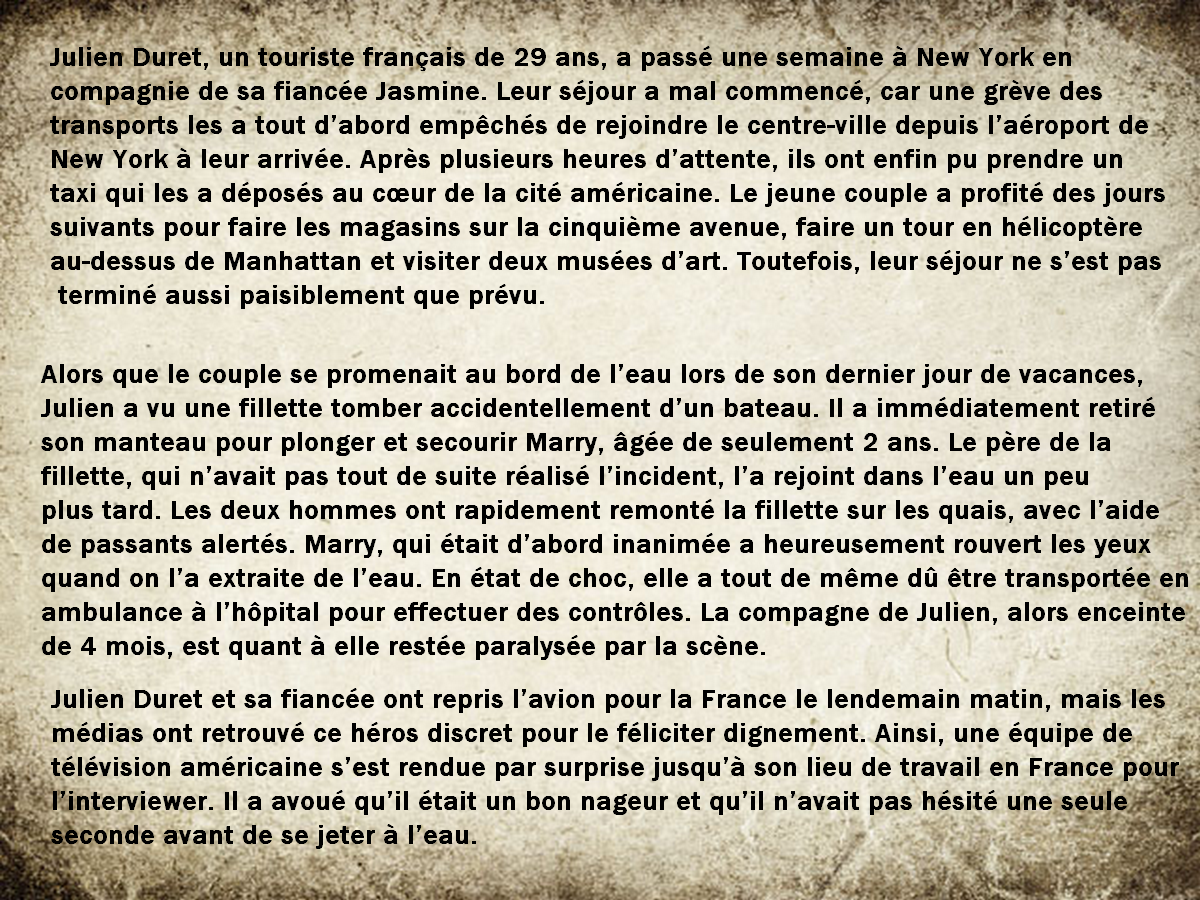 Julien Duret, un touriste français de 29 ans, a passé une semaine à New York en
compagnie de sa fiancée Jasmine. Leur séjour a mal commencé, car une grève des
transports les a tout d’abord empêchés de rejoindre le centre-ville depuis l’aéroport de
New York à leur arrivée. Après plusieurs heures d’attente, ils ont enfin pu prendre un
taxi qui les a déposés au cœur de la cité américaine. Le jeune couple a profité des jours
suivants pour faire les magasins sur la cinquième avenue, faire un tour en hélicoptère
au-dessus de Manhattan et visiter deux musées d’art. Toutefois, leur séjour ne s’est pas
terminé aussi paisiblement que prévu.
Alors que le couple se promenait au bord de l’eau lors de son dernier jour de vacances,
Julien a vu une fillette tomber accidentellement d’un bateau. Il a immédiatement retiré
son manteau pour plonger et secourir Marry, âgée de seulement 2 ans. Le père de la
fillette, qui n’avait pas tout de suite réalisé l’incident, l’a rejoint dans l’eau un peu
plus tard. Les deux hommes ont rapidement remonté la fillette sur les quais, avec l’aide
de passants alertés. Marry, qui était d’abord inanimée a heureusement rouvert les yeux
quand on l’a extraite de l’eau. En état de choc, elle a tout de même dû être transportée en
ambulance à l’hôpital pour effectuer des contrôles. La compagne de Julien, alors enceinte
de 4 mois, est quant à elle restée paralysée par la scène.
Julien Duret et sa fiancée ont repris l’avion pour la France le lendemain matin, mais les
médias ont retrouvé ce héros discret pour le féliciter dignement. Ainsi, une équipe de
télévision américaine s’est rendue par surprise jusqu’à son lieu de travail en France pour
l’interviewer. Il a avoué qu’il était un bon nageur et qu’il n’avait pas hésité une seule
seconde avant de se jeter à l’eau.